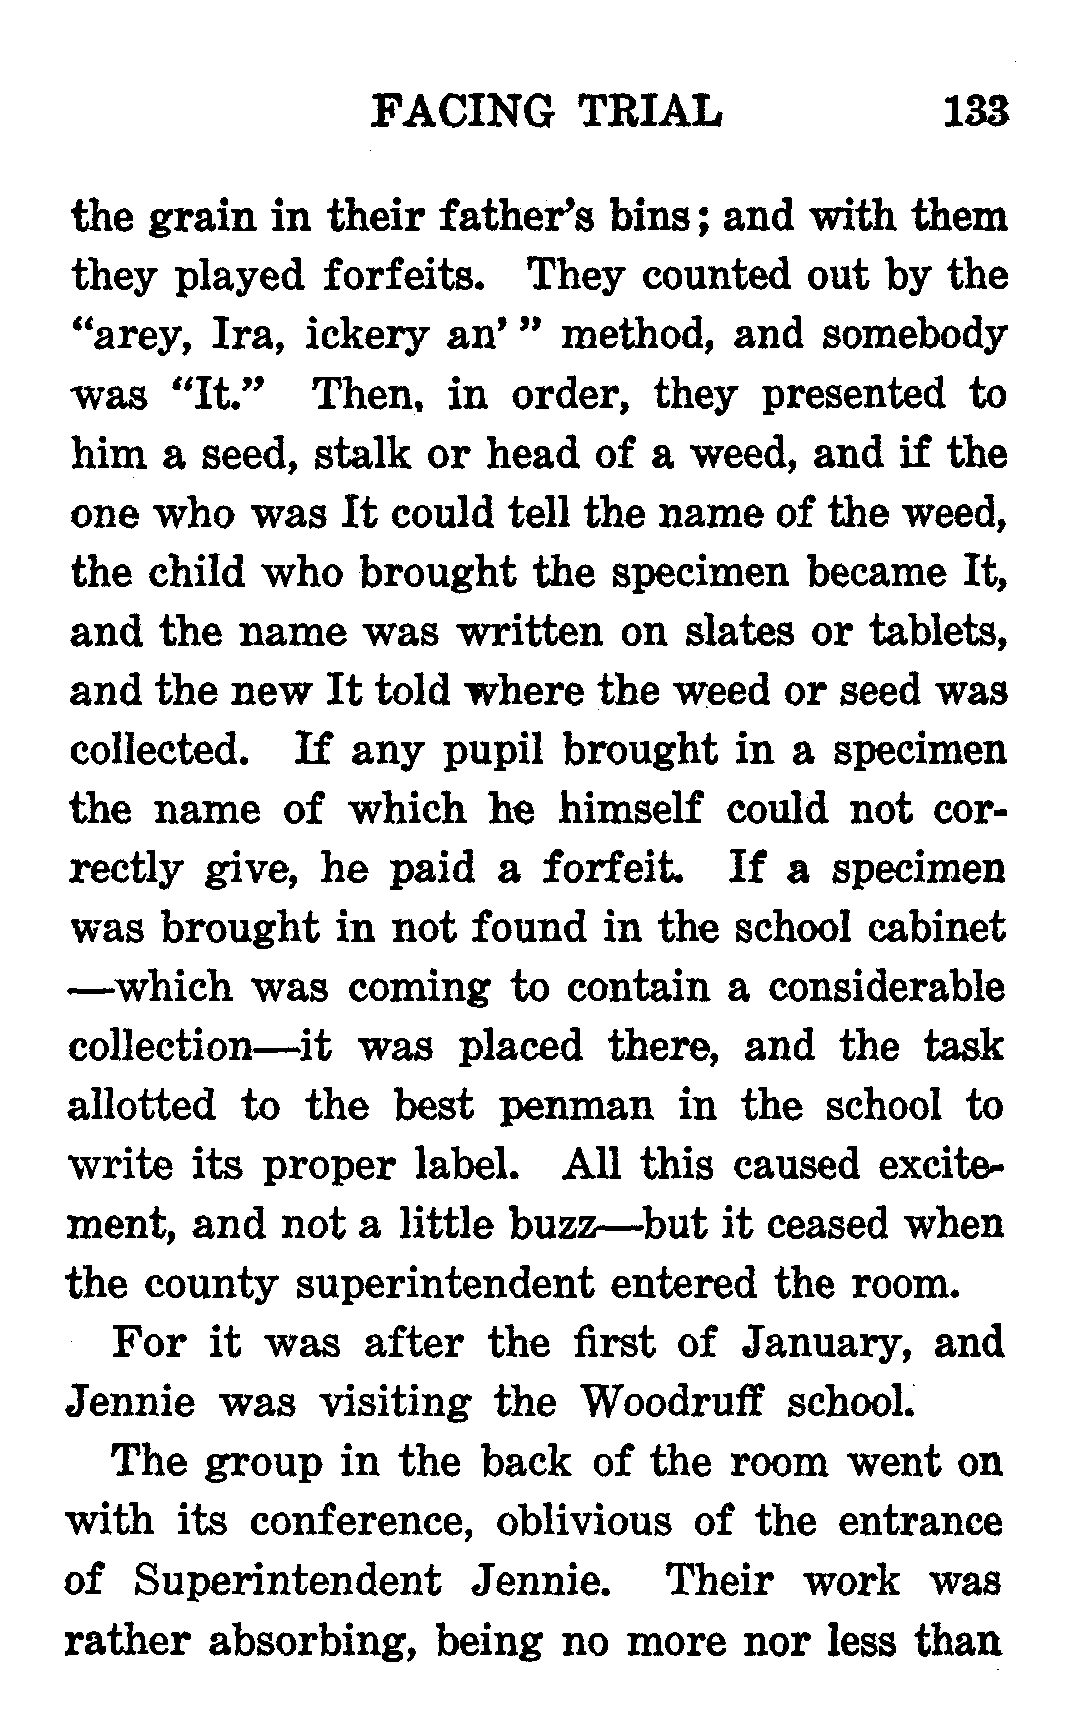 FACING TRIAL 133
the grain in their father's bins; and with them
they played forfeits. They counted out by the
“arey, Ira, ickery an’ ” method, and somebody
was “It.” Then, in order, they presented to
him a seed, stalk or head of a weed, and if the
one who was It could tell the name of the weed,
the child who brought the specimen became It,
and the name was written on slates or tablets,
and the new It told where the weed or seed was
collected. If any pupil brought in a specimen
the name of which he himself could not cor-
rectly give, he paid a forfeit. If a specimen
was brought in not found in the school cabinet
—which was coming to contain a considerable
collection—it was placed there, and the task
allotted to the best penman in the school to
write its proper label. All this caused excite-
ment, and not a little buzz—but it ceased when
the county superintendent entered the room.
For it was after the first of January, and
Jennie was visiting the Woodruff school.
The group in the back of the room went on
with its conference, oblivious of the entrance
of Superintendent Jennie. Their work was
rather absorbing, being no more nor less than